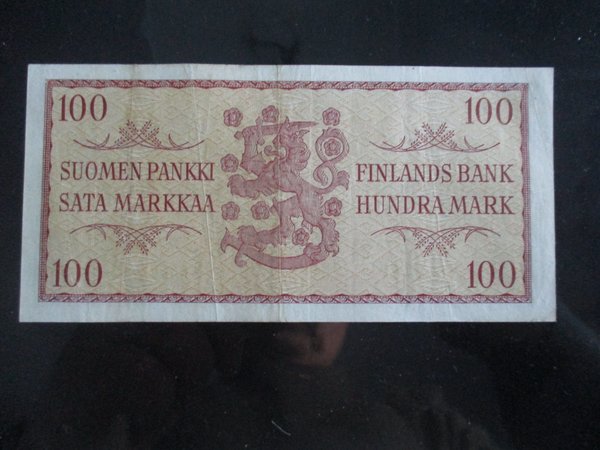 100 100
SUOMEN PANKKI FINLANDS BANK
SATA MARKKAA HUNDRA MARK
100 100